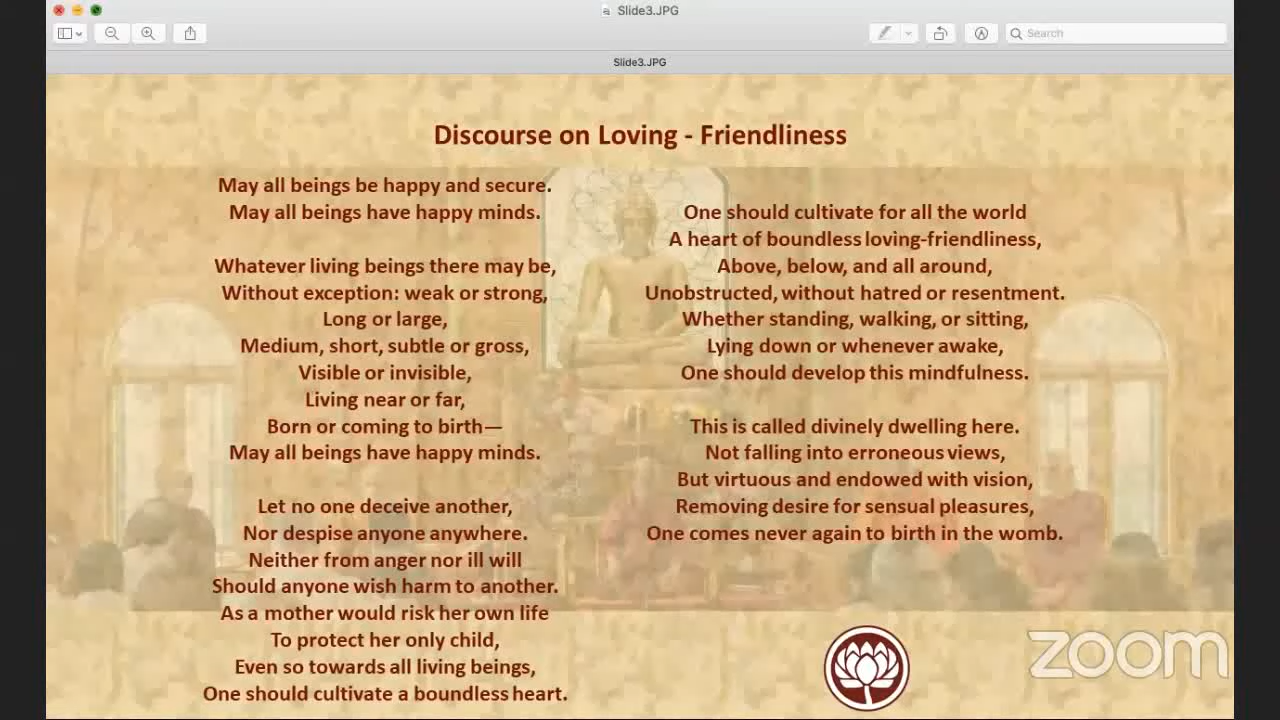 Slide3.JPG
Search
Slide3.JPG
Discourse on Loving - Friendliness
May all beings be happy and secure.
May all beings have happy minds.
Whatever living beings there may be,
Without exception: weak or strong,
Long or large,
Medium, short, subtle or gross,
Visible or invisible,
Living near or far,
Born or coming to birth—
May all beings have happy minds.
Let no one deceive another,
Nor despise anyone anywhere.
Neither from anger nor ill will
Should anyone wish harm to another.
As a mother would risk her own life
To protect her only child,
Even so towards all living beings,
One should cultivate a boundless heart.
One should cultivate for all the world
A heart of boundless loving-friendliness,
Above, below, and all around,
Unobstructed, without hatred or resentment.
Whether standing, walking, or sitting,
Lying down or whenever awake,
One should develop this mindfulness.
This is called divinely dwelling here.
Not falling into erroneous views,
But virtuous and endowed with vision,
Removing desire for sensual pleasures,
One comes never again to birth in the womb.
zoom